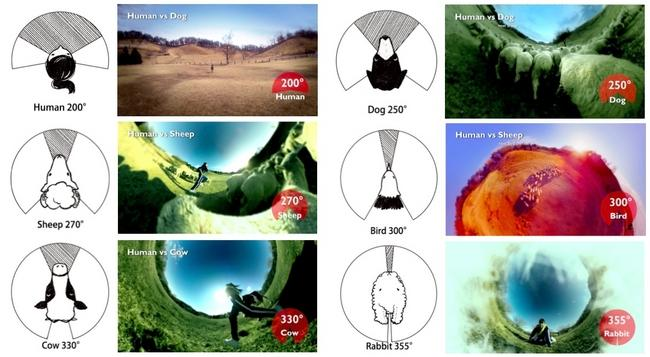 Human vs Dog
200°
Human
Human 200°
Human vs Dog
250°
Dog
Dog 250°
Human vs Sheep
270°
Sheep
Sheep 270°
Human vs Sheep
300°
Bird
Bird 300°
Human vs Cow
330°
Cow
Cow 330°
355°
Rabbit
Rabbit 355°